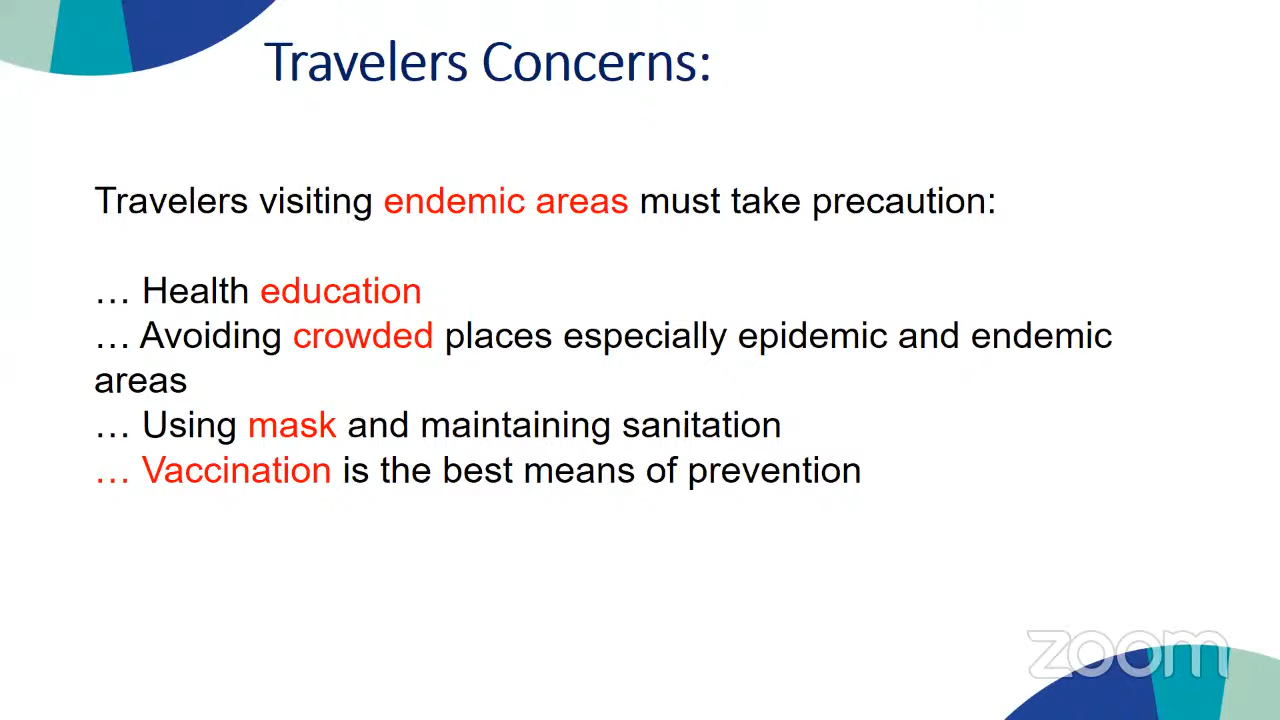 Travelers Concerns:
Travelers visiting endemic areas must take precaution:
… Health education
… Avoiding crowded places especially epidemic and endemic
areas
… Using mask and maintaining sanitation
… Vaccination is the best means of prevention
zoom